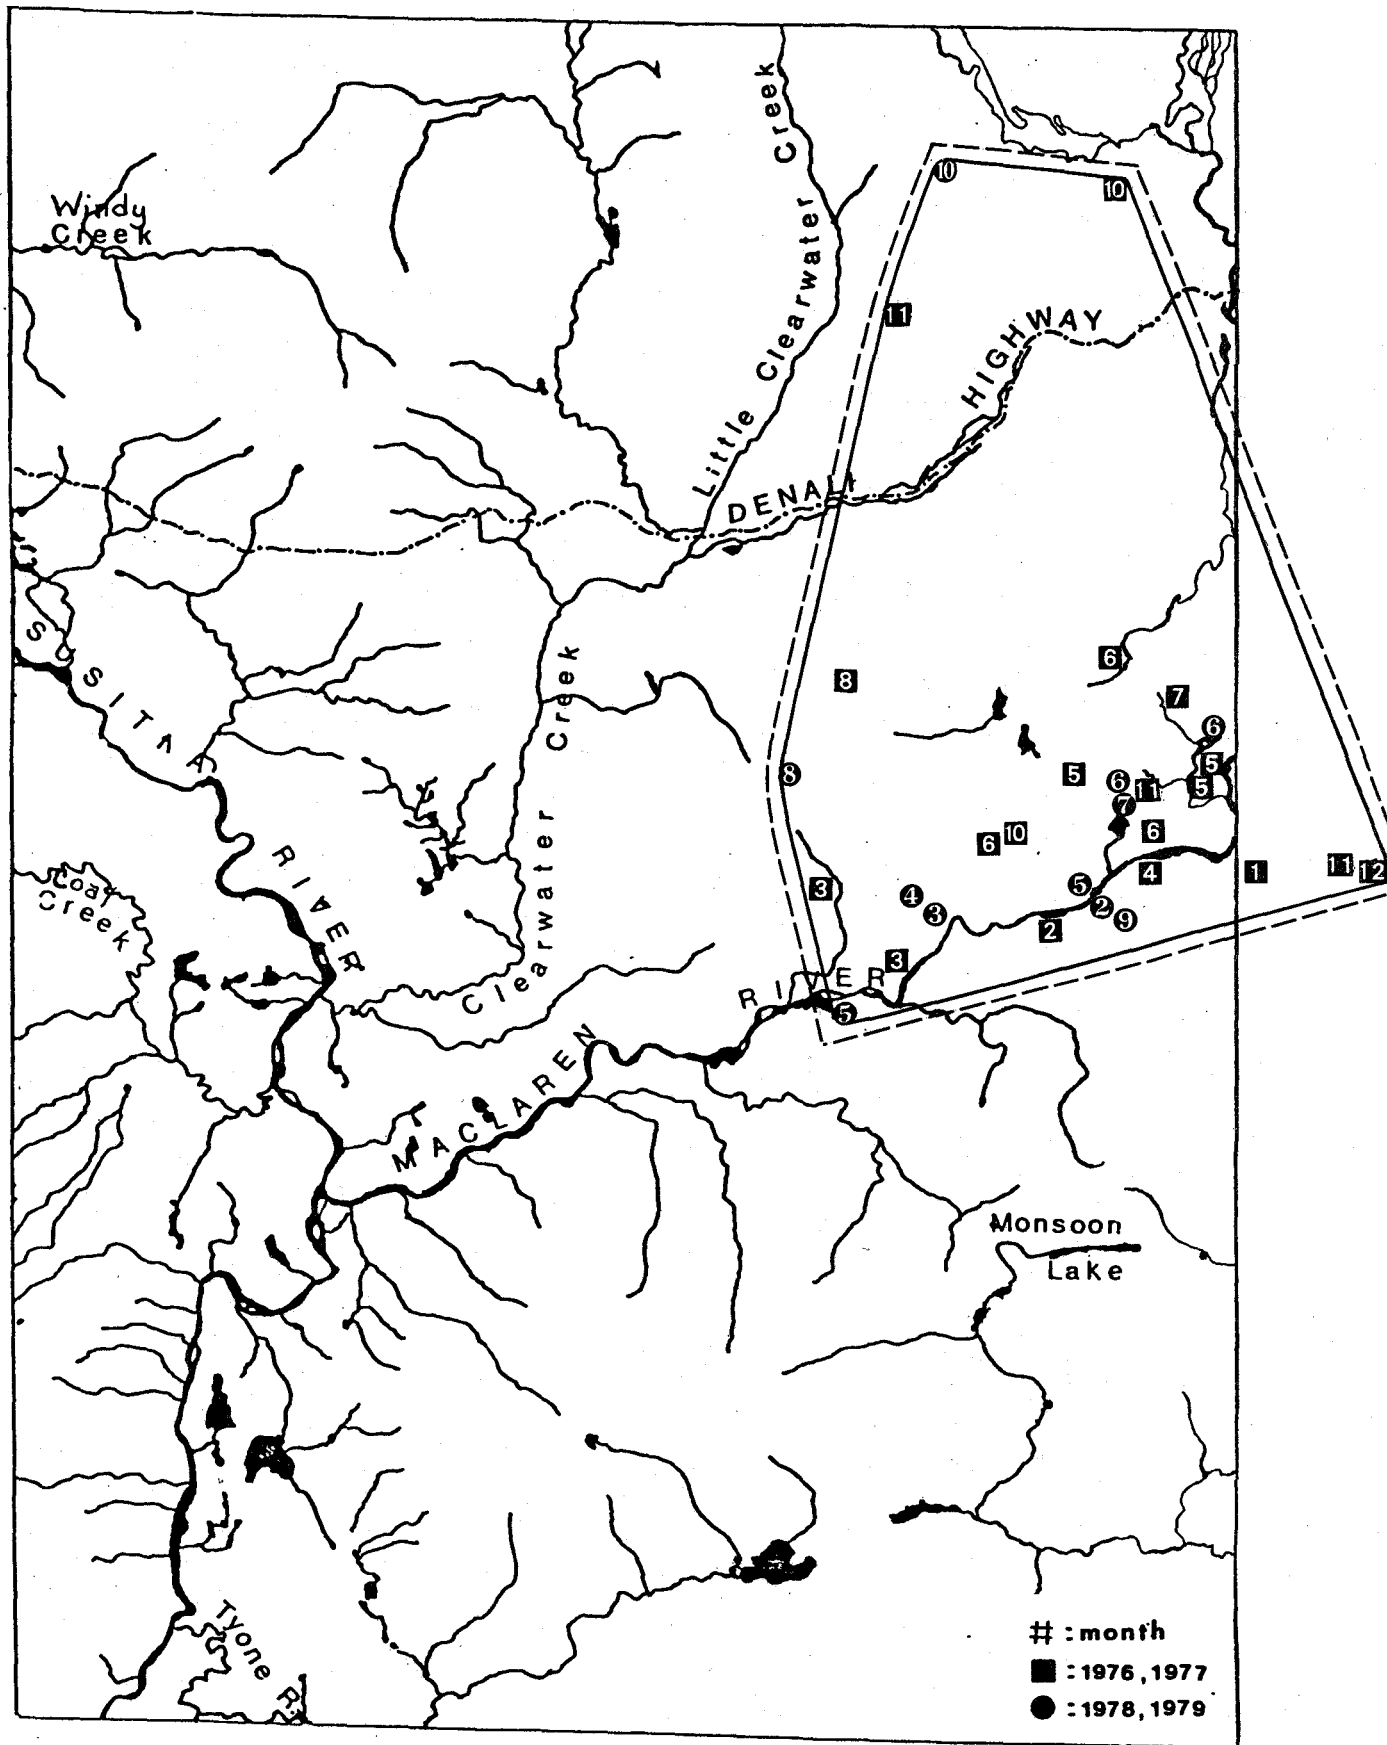 Windy
Creek
Little Clearwater Creek
DENALI HIGHWAY
10
10
11
SUSITNA RIVER
Clearwater Creek
6
8
7
6
8
5
5
6
11
5
7
6
10
6
4
1
11
12
3
4
3
5
2
9
2
3
5
Coal
Creek
MACLAREN RIVER
Monsoon
Lake
Tyone R.
# : month
: 1976, 1977
: 1978, 1979